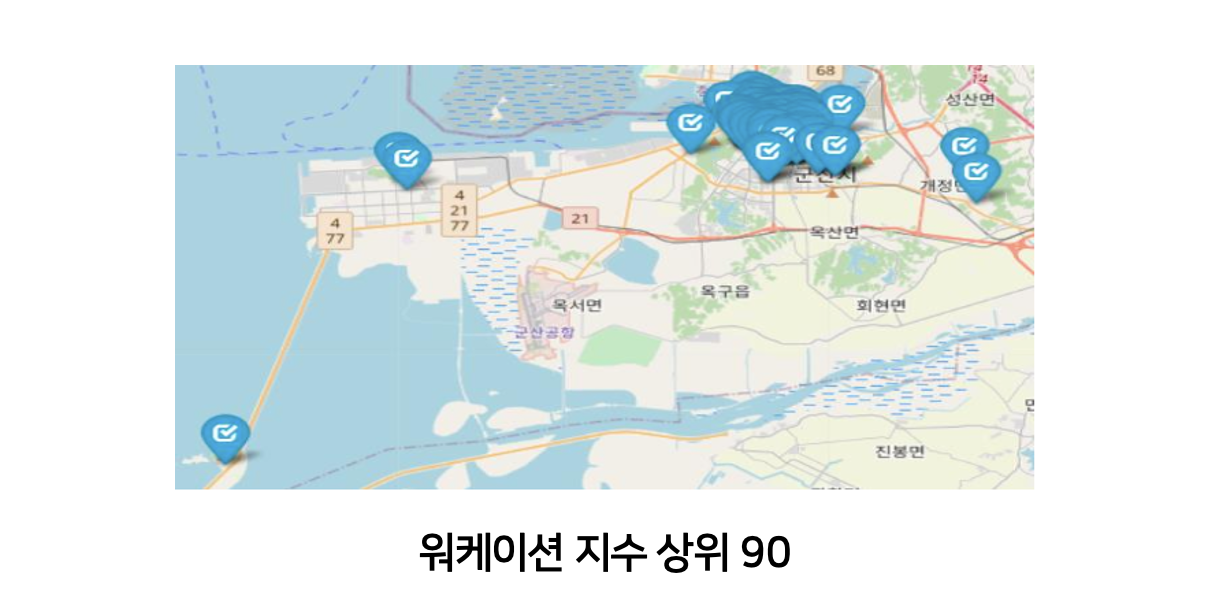 68
성산면
군산시
개정면
4
77
4
21
77
21
옥산면
옥구읍
옥서면
회현면
군산공항
진봉면
워케이션 지수 상위 90